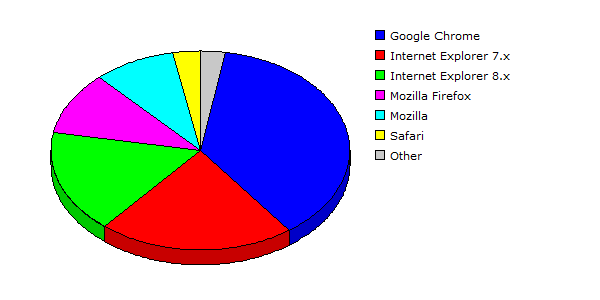 Google Chrome
Internet Explorer 7.x
Internet Explorer 8.x
Mozilla Firefox
Mozilla
Safari
Other